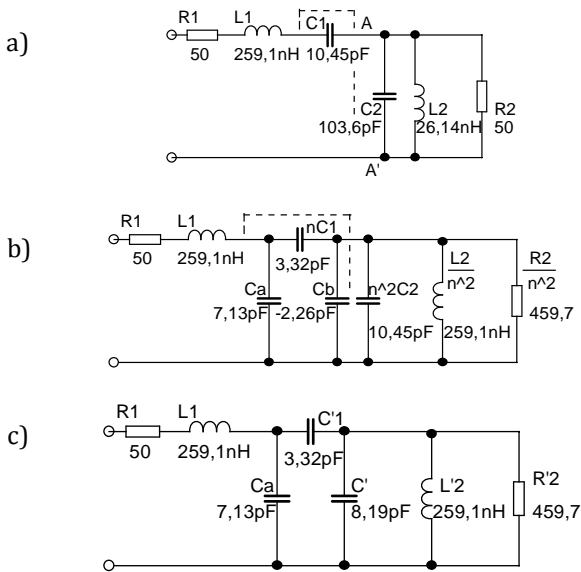 a)
R1
50
L1
259,1nH
C1
10,45pF
A
C2
103,6pF
L2
26,14nH
R2
50
A'
b)
R1
50
L1
259,1nH
nC1
3,32pF
Ca
7,13pF
Cb
-2,26pF
n^2C2
10,45pF
L2
n^2
259,1nH
R2
n^2
459,7
c)
R1
50
L1
259,1nH
C'1
3,32pF
Ca
7,13pF
C'
8,19pF
L'2
259,1nH
R'2
459,7